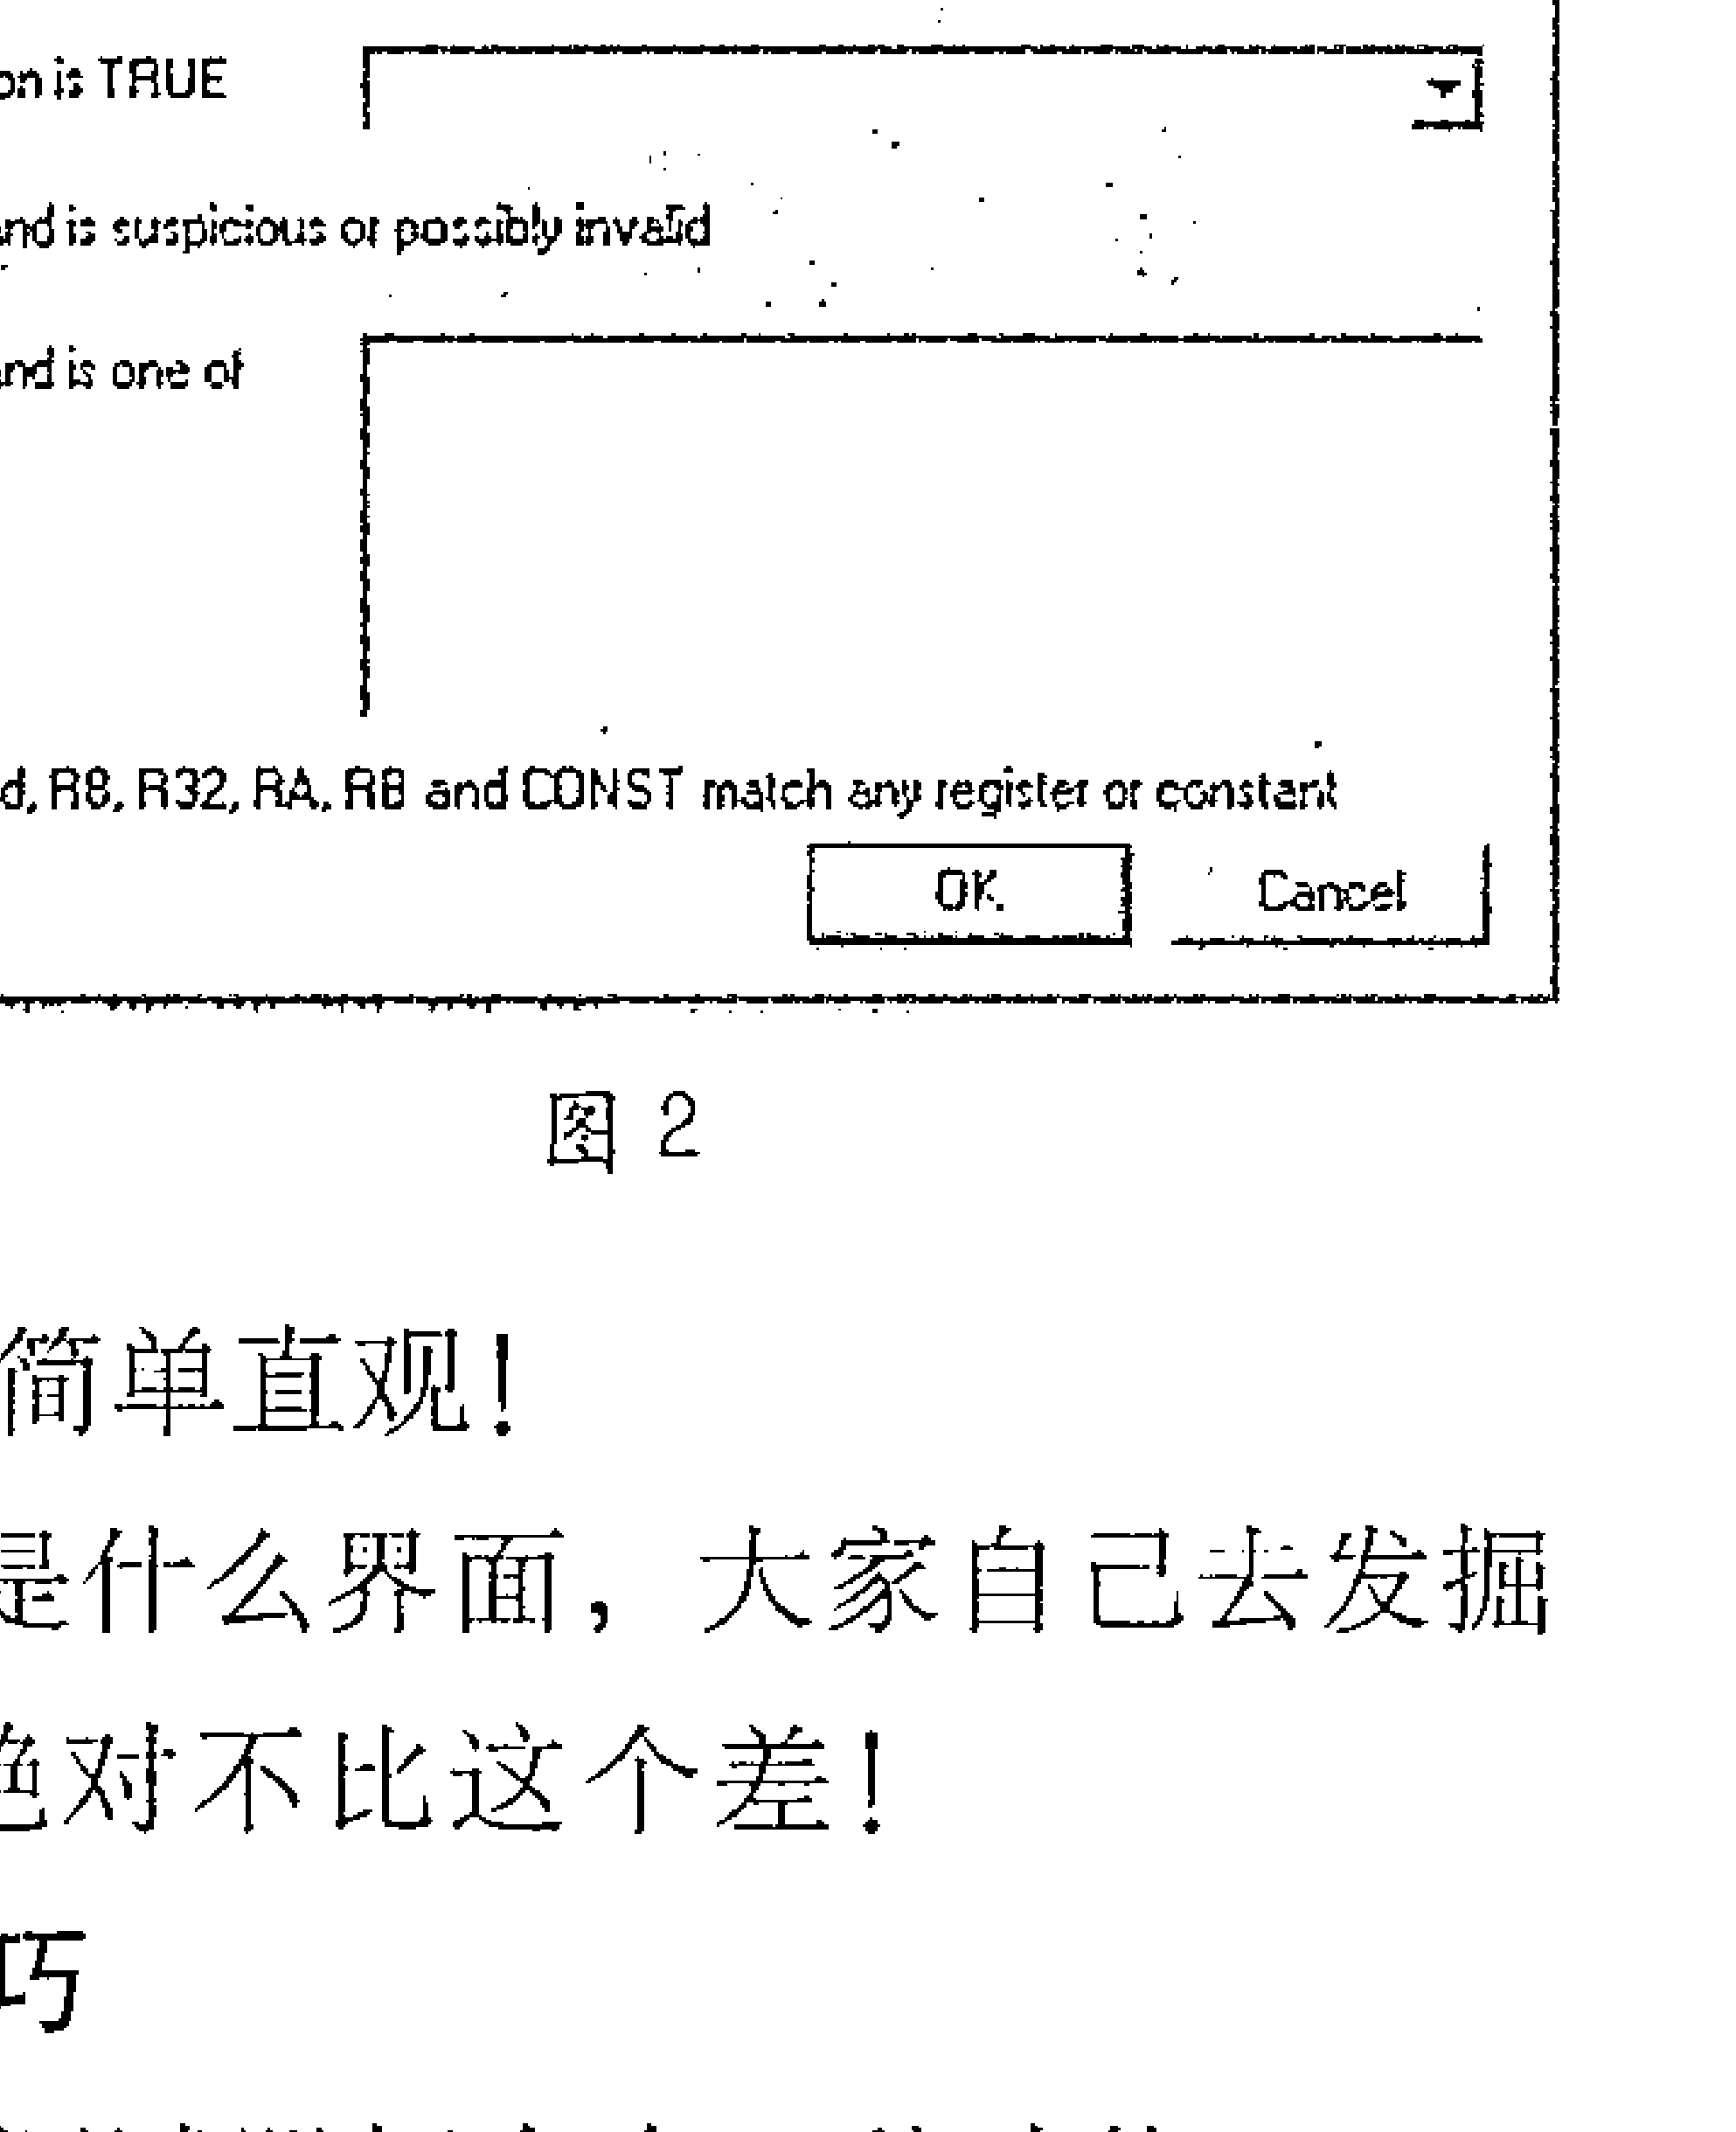 on is TRUE
and is suspicious or possibly invalid
and is one of
d, R8, R32, RA, RB and CONST match any register or constant
OK Cancel
图 2
简单直观！
是什么界面，大家自己去发掘
绝对不比这个差！
巧